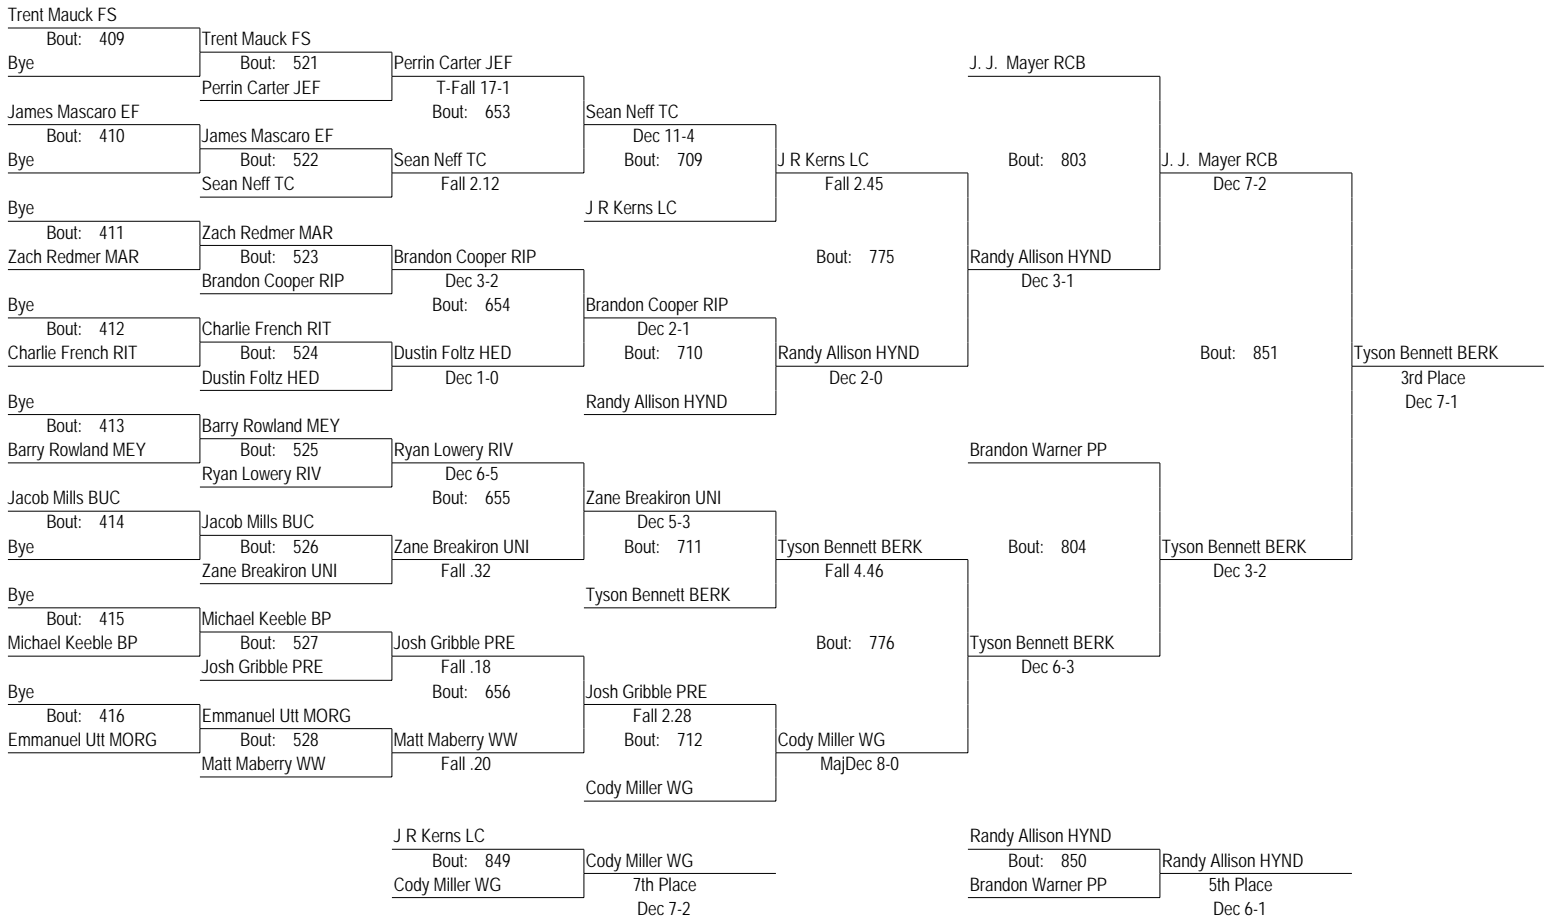 Trent Mauck FS
Bout: 409
Bye
James Mascaro EF
Bout: 410
Bye
Bye
Bout: 411
Zach Redmer MAR
Bye
Bout: 412
Charlie French RIT
Bye
Bout: 413
Barry Rowland MEY
Jacob Mills BUC
Bout: 414
Bye
Bye
Bout: 415
Michael Keeble BP
Bye
Bout: 416
Emmanuel Utt MORG
Trent Mauck FS
Bout: 521
Perrin Carter JEF
James Mascaro EF
Bout: 522
Sean Neff TC
Zach Redmer MAR
Bout: 523
Brandon Cooper RIP
Charlie French RIT
Bout: 524
Dustin Foltz HED
Barry Rowland MEY
Bout: 525
Ryan Lowery RIV
Jacob Mills BUC
Bout: 526
Zane Breakiron UNI
Michael Keeble BP
Bout: 527
Josh Gribble PRE
Emmanuel Utt MORG
Bout: 528
Matt Maberry WW
Perrin Carter JEF
T-Fall 17-1
Bout: 653
Sean Neff TC
Fall 2.12
Brandon Cooper RIP
Dec 3-2
Bout: 654
Dustin Foltz HED
Dec 1-0
Ryan Lowery RIV
Dec 6-5
Bout: 655
Zane Breakiron UNI
Fall .32
Josh Gribble PRE
Fall .18
Bout: 656
Matt Maberry WW
Fall .20
Sean Neff TC
Dec 11-4
Bout: 709
J R Kerns LC
Brandon Cooper RIP
Dec 2-1
Bout: 710
Randy Allison HYND
Zane Breakiron UNI
Dec 5-3
Bout: 711
Tyson Bennett BERK
Josh Gribble PRE
Fall 2.28
Bout: 712
Cody Miller WG
J R Kerns LC
Fall 2.45
Bout: 775
Randy Allison HYND
Dec 2-0
Tyson Bennett BERK
Fall 4.46
Bout: 776
Cody Miller WG
MajDec 8-0
J. J. Mayer RCB
Bout: 803
Randy Allison HYND
Dec 3-1
Brandon Warner PP
Bout: 804
Tyson Bennett BERK
Dec 6-3
J. J. Mayer RCB
Dec 7-2
Bout: 851
Tyson Bennett BERK
Dec 3-2
Tyson Bennett BERK
3rd Place
Dec 7-1
J R Kerns LC
Bout: 849
Cody Miller WG
Cody Miller WG
7th Place
Dec 7-2
Randy Allison HYND
Bout: 850
Brandon Warner PP
Randy Allison HYND
5th Place
Dec 6-1